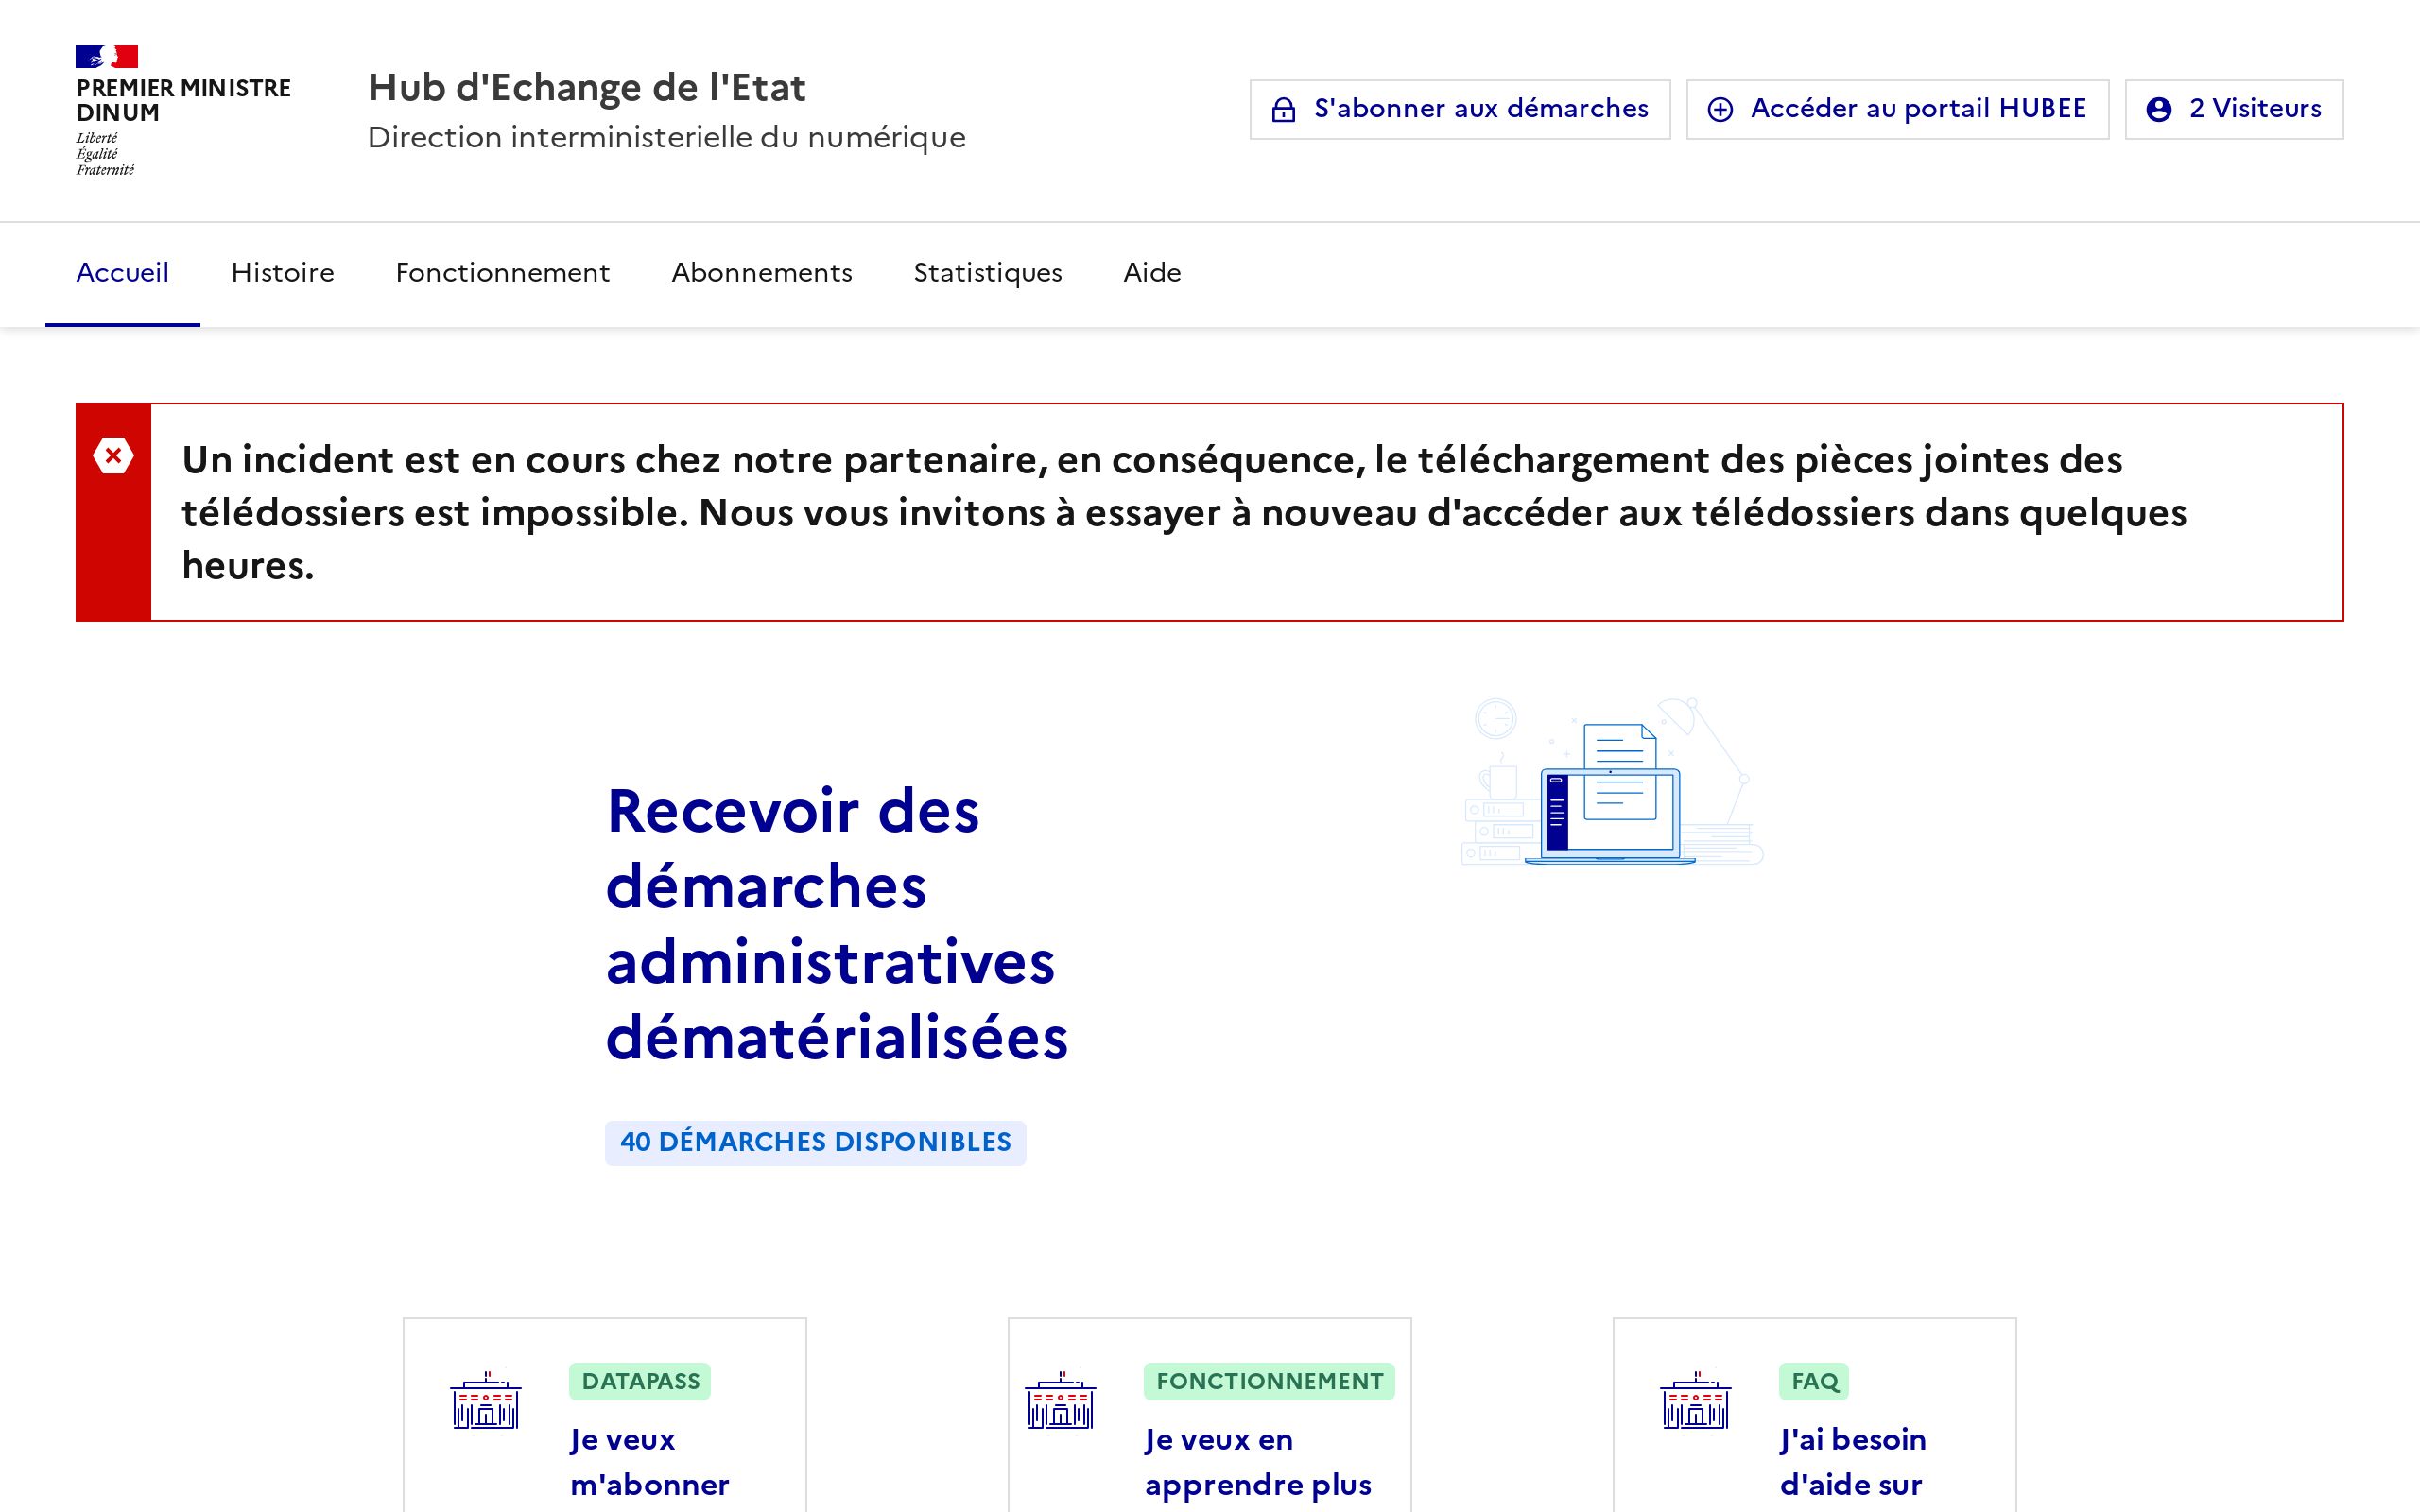 PREMIER MINISTRE
DINUM
Liberté
Égalité
Fraternité
Hub d'Echange de l'Etat
Direction interministerielle du numérique
S'abonner aux démarches
Accéder au portail HUBEE
2 Visiteurs
Accueil
Histoire
Fonctionnement
Abonnements
Statistiques
Aide
Un incident est en cours chez notre partenaire, en conséquence, le téléchargement des pièces jointes des
télédossiers est impossible. Nous vous invitons à essayer à nouveau d'accéder aux télédossiers dans quelques
heures.
Recevoir des
démarches
administratives
dématérialisées
40 DÉMARCHES DISPONIBLES
DATAPASS
Je veux
m'abonner
FONCTIONNEMENT
Je veux en
apprendre plus
FAQ
J'ai besoin
d'aide sur